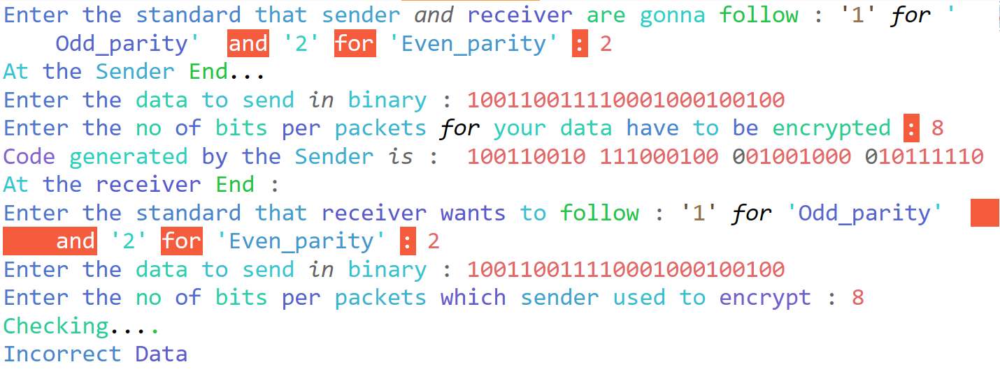 Enter the standard that sender and receiver are gonna follow : '1' for '
Odd_parity' and '2' for 'Even_parity' : 2
At the Sender End...
Enter the data to send in binary : 100110011110001000100100
Enter the no of bits per packets for your data have to be encrypted : 8
Code generated by the Sender is : 100110010 111000100 001001000 010111110
At the receiver End :
Enter the standard that receiver wants to follow : '1' for 'Odd_parity'
and '2' for 'Even_parity' : 2
Enter the data to send in binary : 100110011110001000100100
Enter the no of bits per packets which sender used to encrypt : 8
Checking....
Incorrect Data